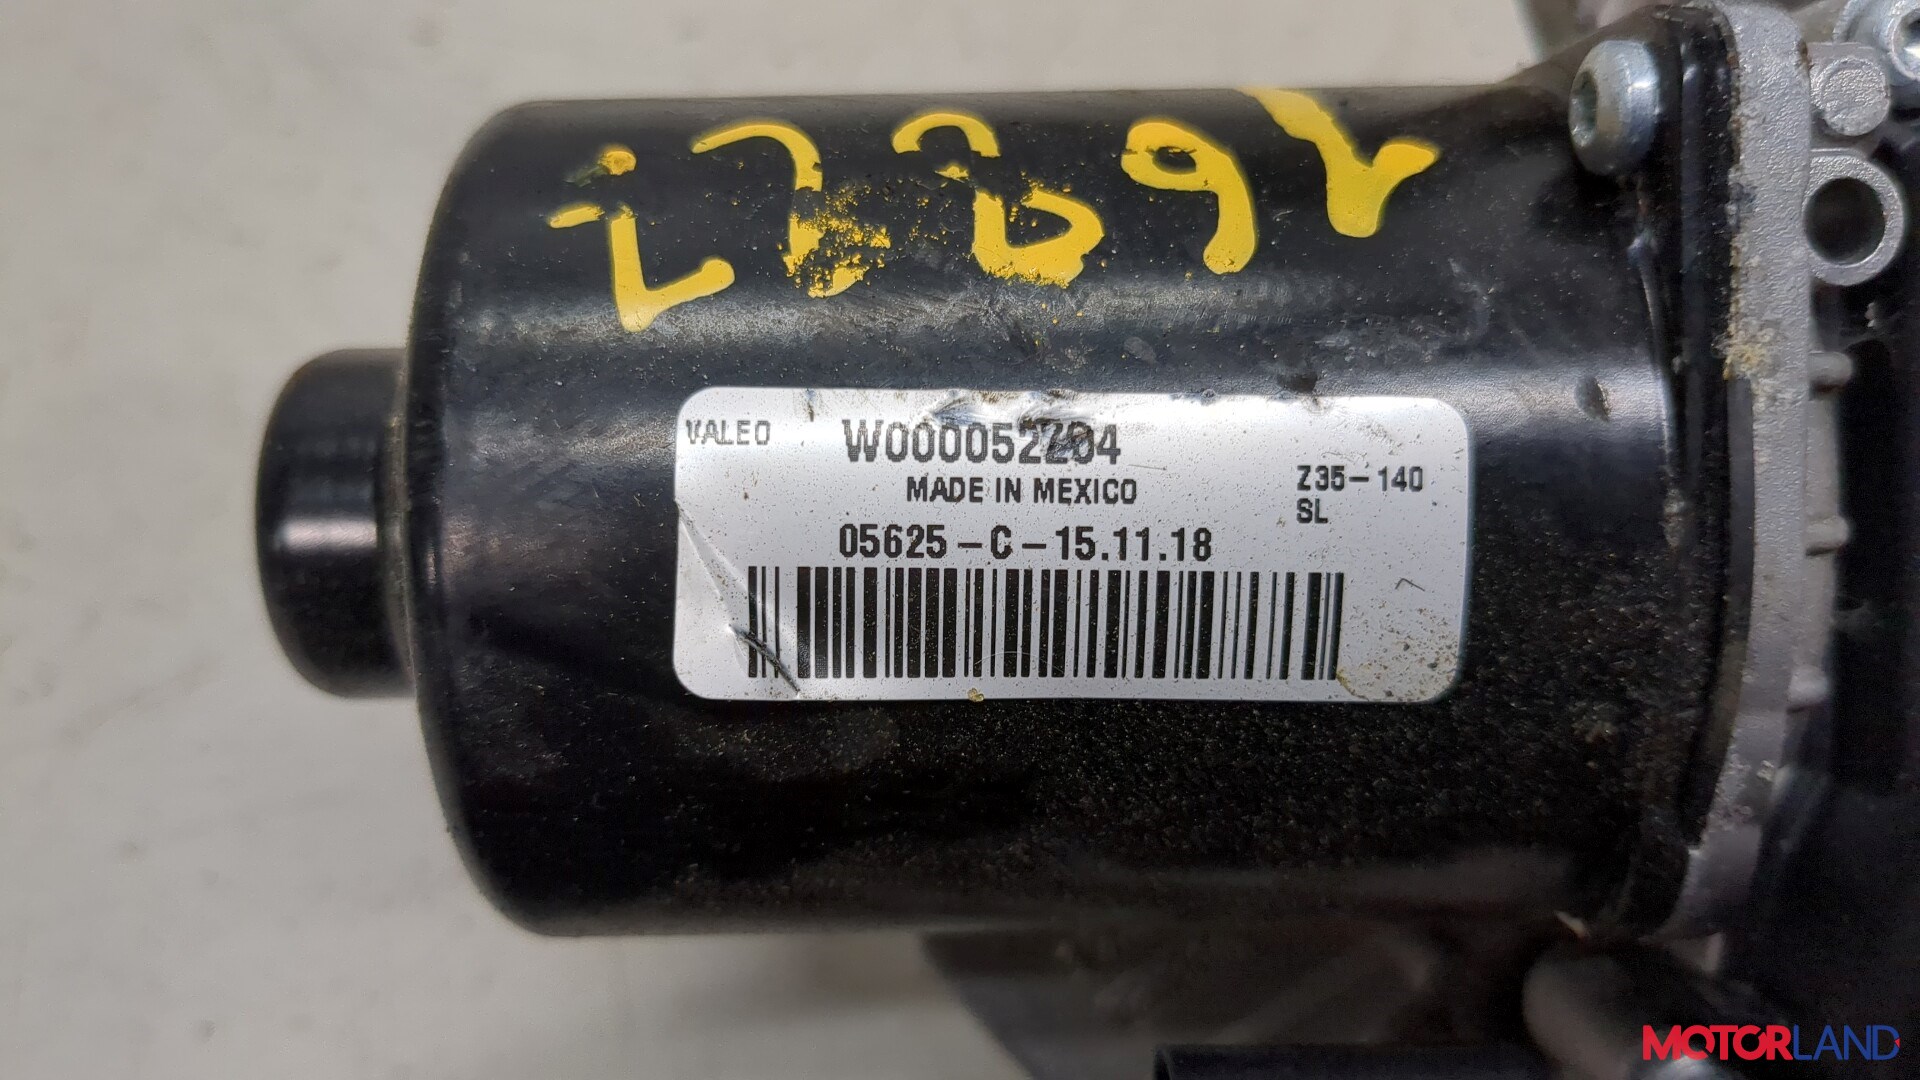 VALEO W000052204
MADE IN MEXICO
Z35-140
SL
05625-C-15.11.18
MOTORLAND